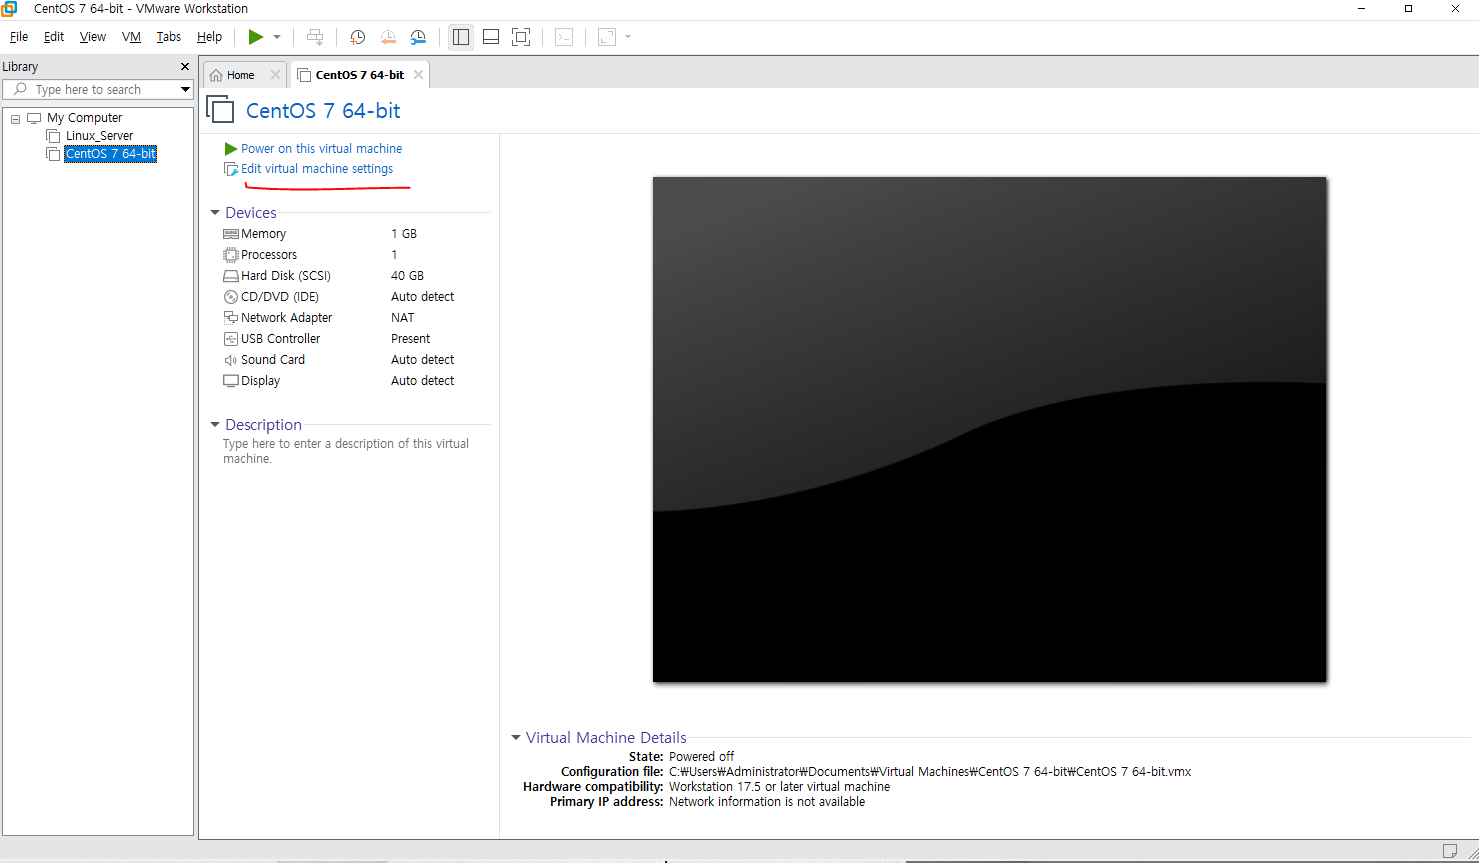 CentOS 7 64-bit - VMware Workstation
File Edit View VM Tabs Help
Library
Type here to search
My Computer
Linux_Server
CentOS 7 64-bit
Home CentOS 7 64-bit
CentOS 7 64-bit
Power on this virtual machine
Edit virtual machine settings
Devices
Memory 1 GB
Processors 1
Hard Disk (SCSI) 40 GB
CD/DVD (IDE) Auto detect
Network Adapter NAT
USB Controller Present
Sound Card Auto detect
Display Auto detect
Description
Type here to enter a description of this virtual
machine.
Virtual Machine Details
State: Powered off
Configuration file: C:₩Users₩Administrator₩Documents₩Virtual Machines₩CentOS 7 64-bit₩CentOS 7 64-bit.vmx
Hardware compatibility: Workstation 17.5 or later virtual machine
Primary IP address: Network information is not available